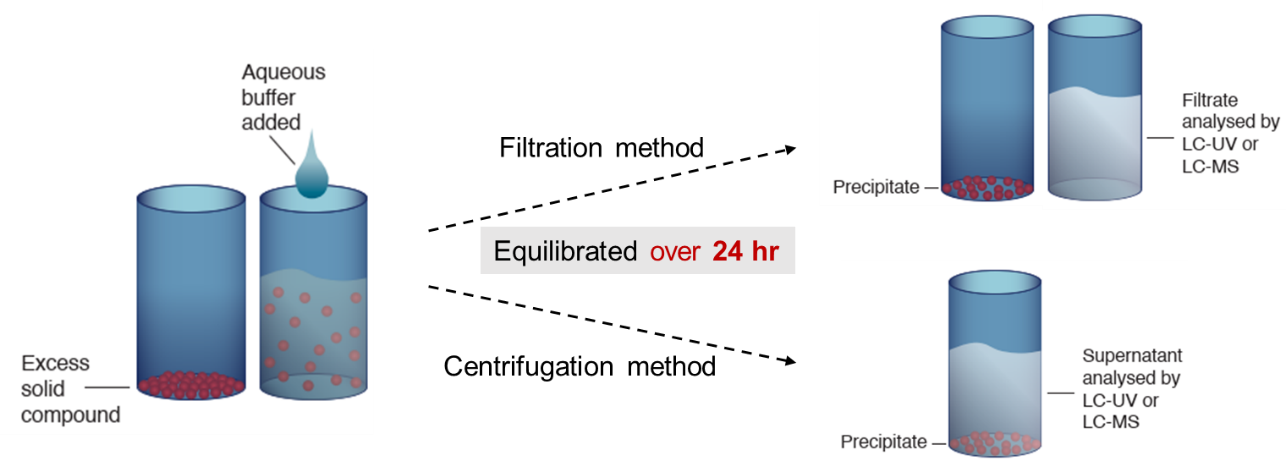 Aqueous
buffer
added
Excess
solid
compound
Filtration method
Equilibrated over 24 hr
Centrifugation method
Precipitate
Filtrate
analysed by
LC-UV or
LC-MS
Precipitate
Supernatant
analysed by
LC-UV or
LC-MS